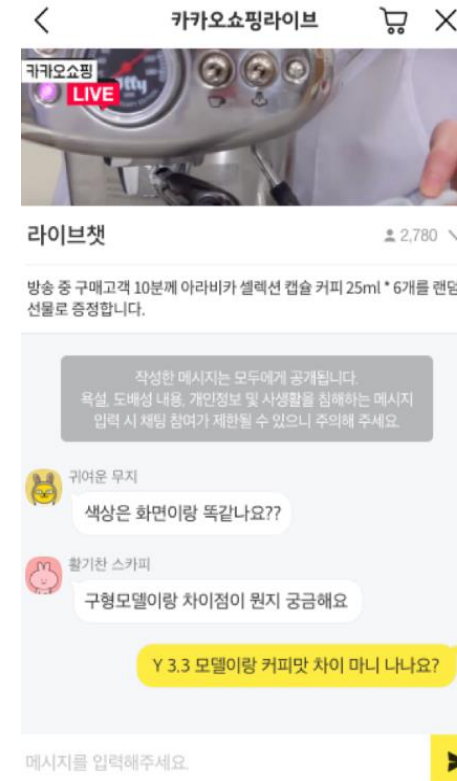 카카오쇼핑라이브
카카오쇼핑
LIVE
라이브챗
2,780
방송 중 구매고객 10분께 아라비카 셀렉션 캡슐 커피 25ml * 6개를 랜덤
선물로 증정합니다.
작성한 메시지는 모두에게 공개됩니다.
욕설, 도배성 내용, 개인정보 및 사생활을 침해하는 메시지
입력 시 채팅 참여가 제한될 수 있으니 주의해 주세요.
귀여운 무지
색상은 화면이랑 똑같나요??
활기찬 스카피
구형모델이랑 차이점이 뭔지 궁금해요
Y 3.3 모델이랑 커피맛 차이 마니 나나요?
메시지를 입력해주세요.